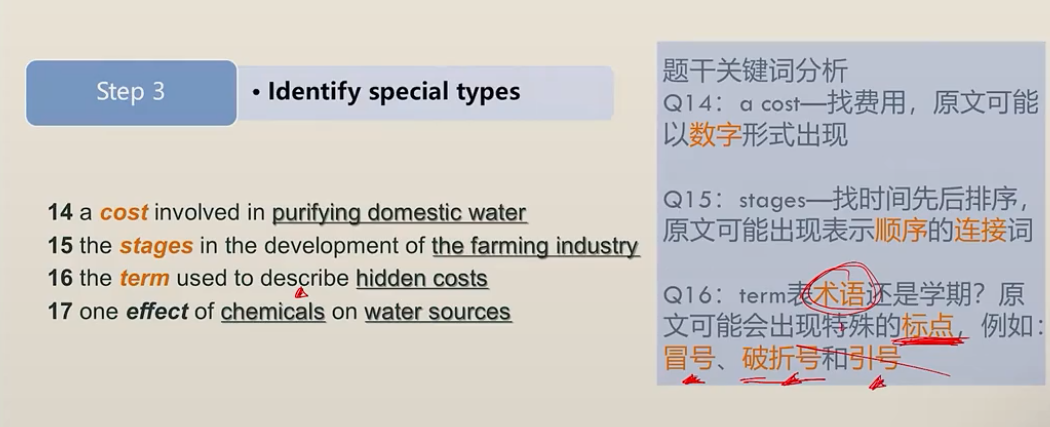 Step 3
• Identify special types
14 a cost involved in purifying domestic water
15 the stages in the development of the farming industry
16 the term used to describe hidden costs
17 one effect of chemicals on water sources
题干关键词分析
Q14：a cost—找费用，原文可能
以数字形式出现
Q15：stages—找时间先后排序，
原文可能出现表示顺序的连接词
Q16：term表术语还是学期？原
文可能会出现特殊的标点，例如：
冒号、破折号和引号